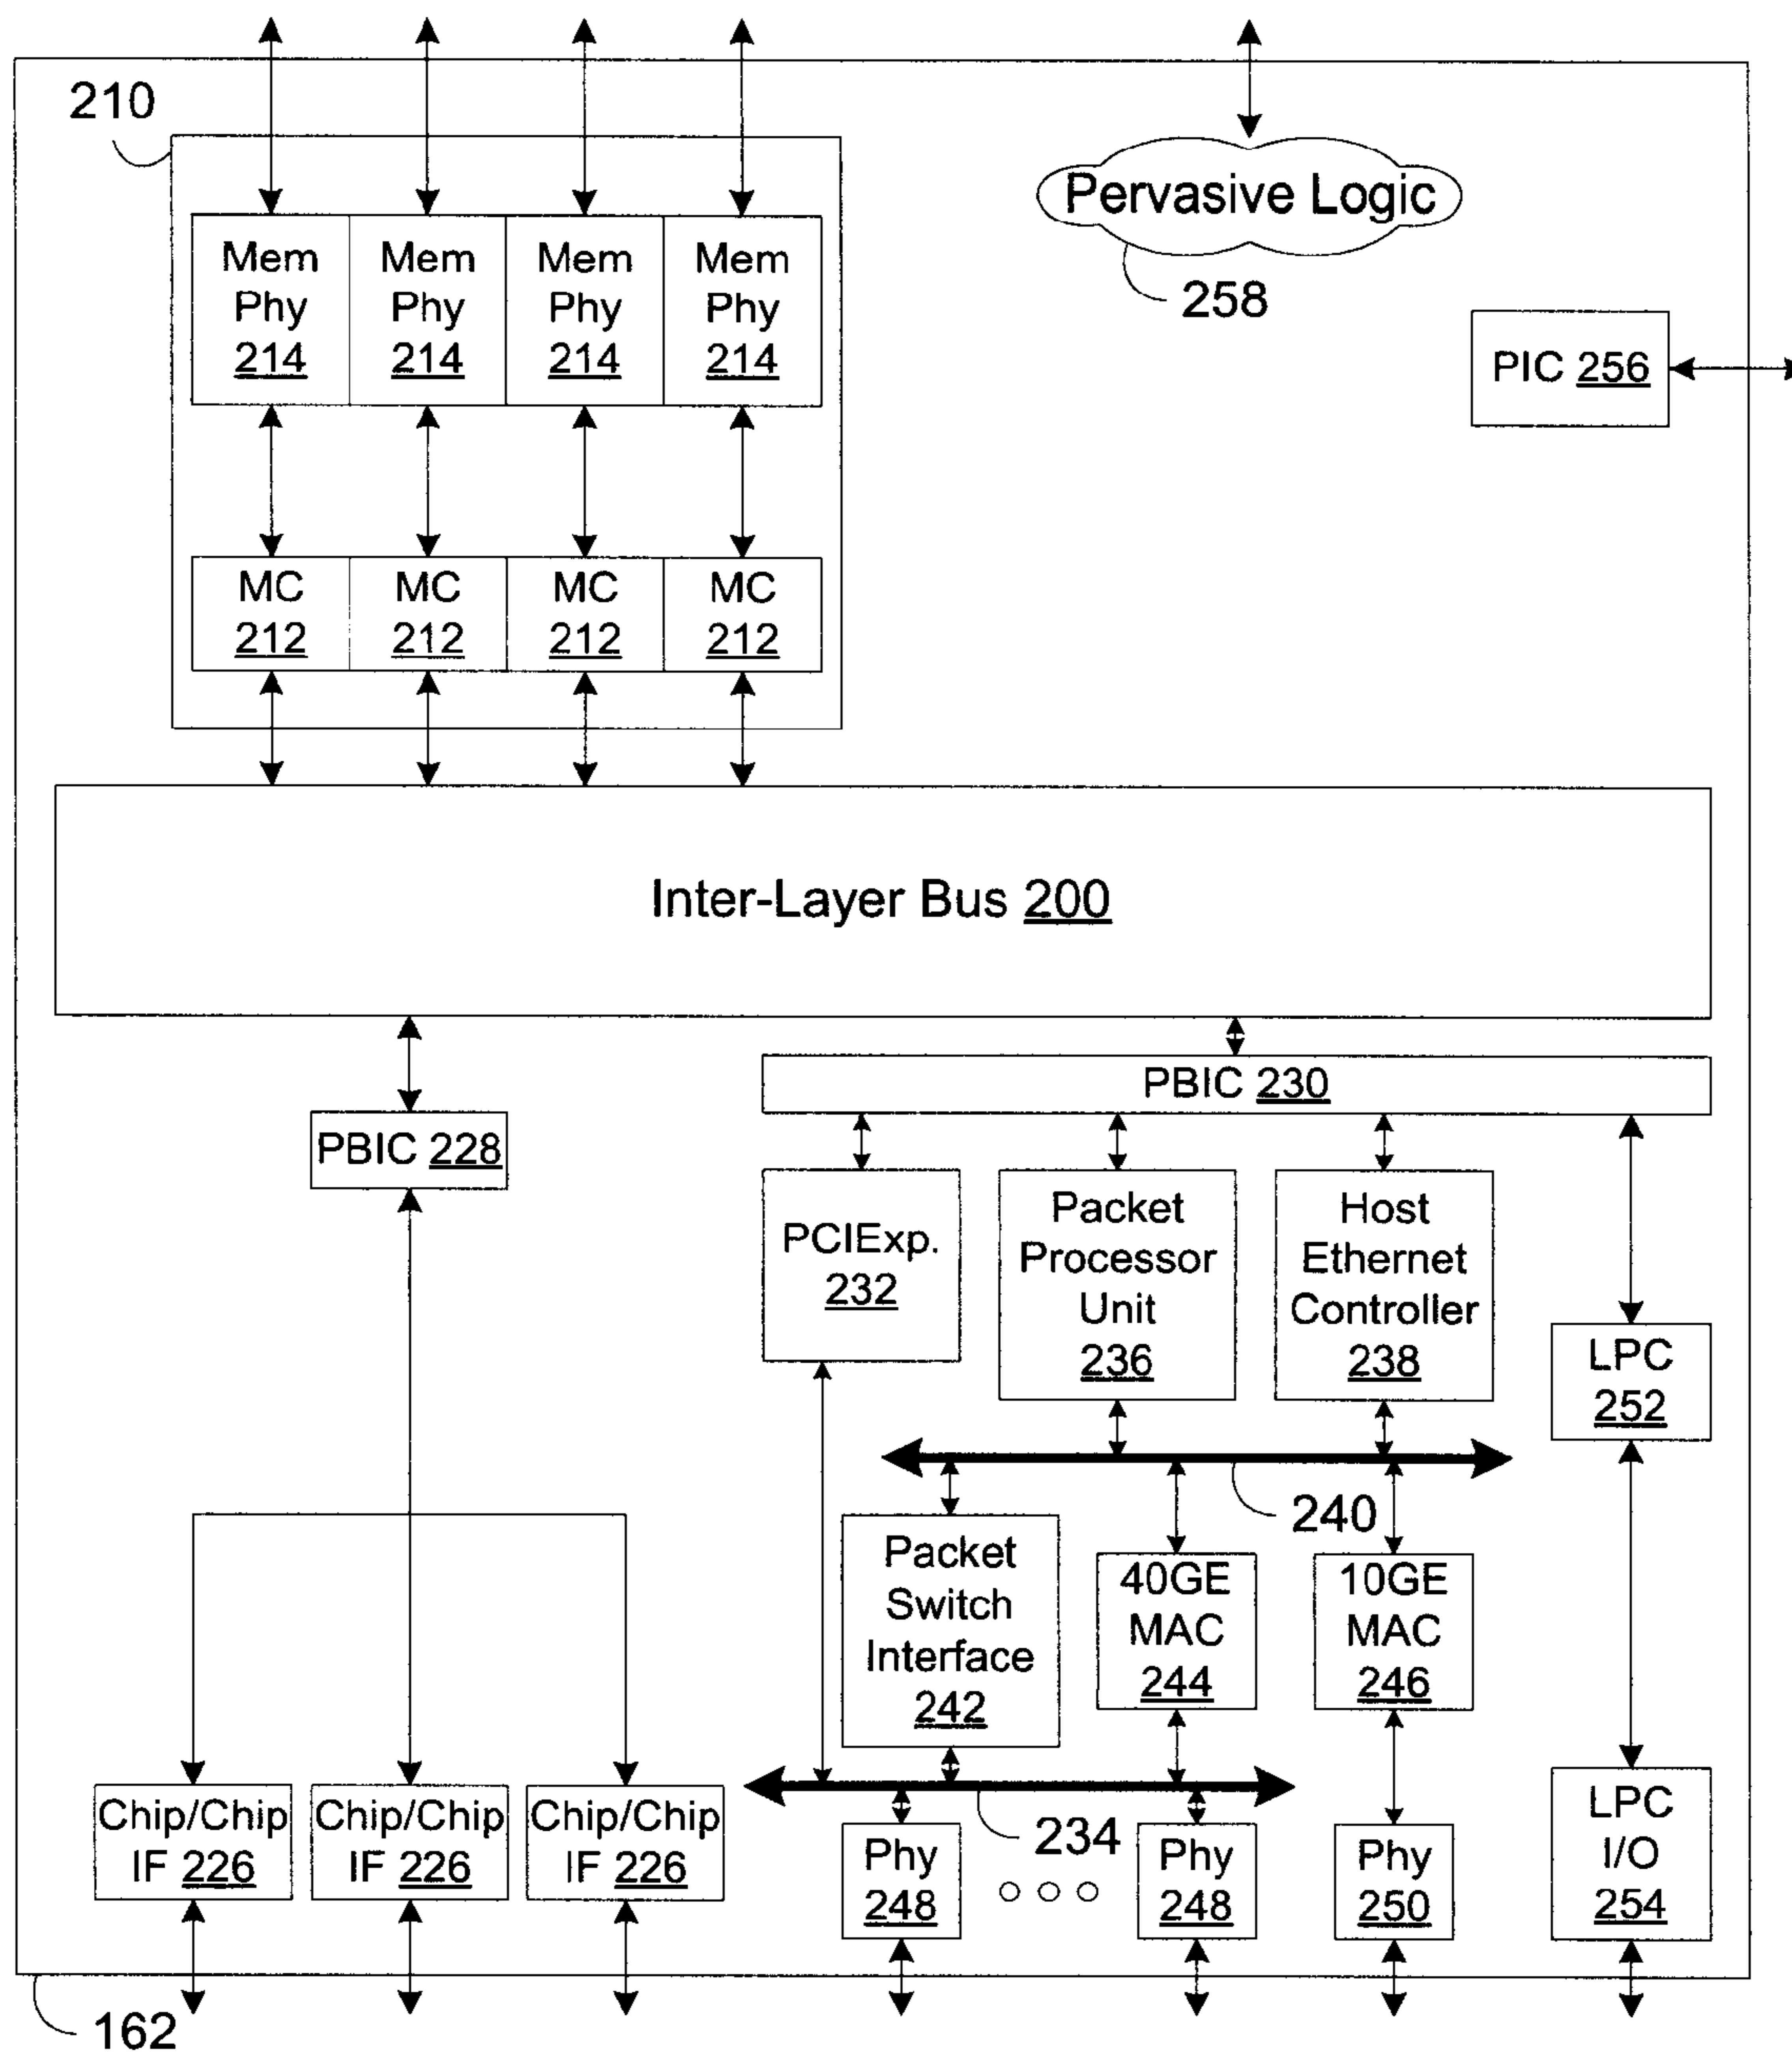 210
Pervasive Logic
258
Mem Phy 214
Mem Phy 214
Mem Phy 214
Mem Phy 214
PIC 256
MC 212
MC 212
MC 212
MC 212
Inter-Layer Bus 200
PBIC 230
PBIC 228
PCIExp. 232
Packet Processor Unit 236
Host Ethernet Controller 238
LPC 252
240
Packet Switch Interface 242
40GE MAC 244
10GE MAC 246
Chip/Chip IF 226
Chip/Chip IF 226
Chip/Chip IF 226
234
Phy 248
Phy 248
Phy 250
LPC I/O 254
162